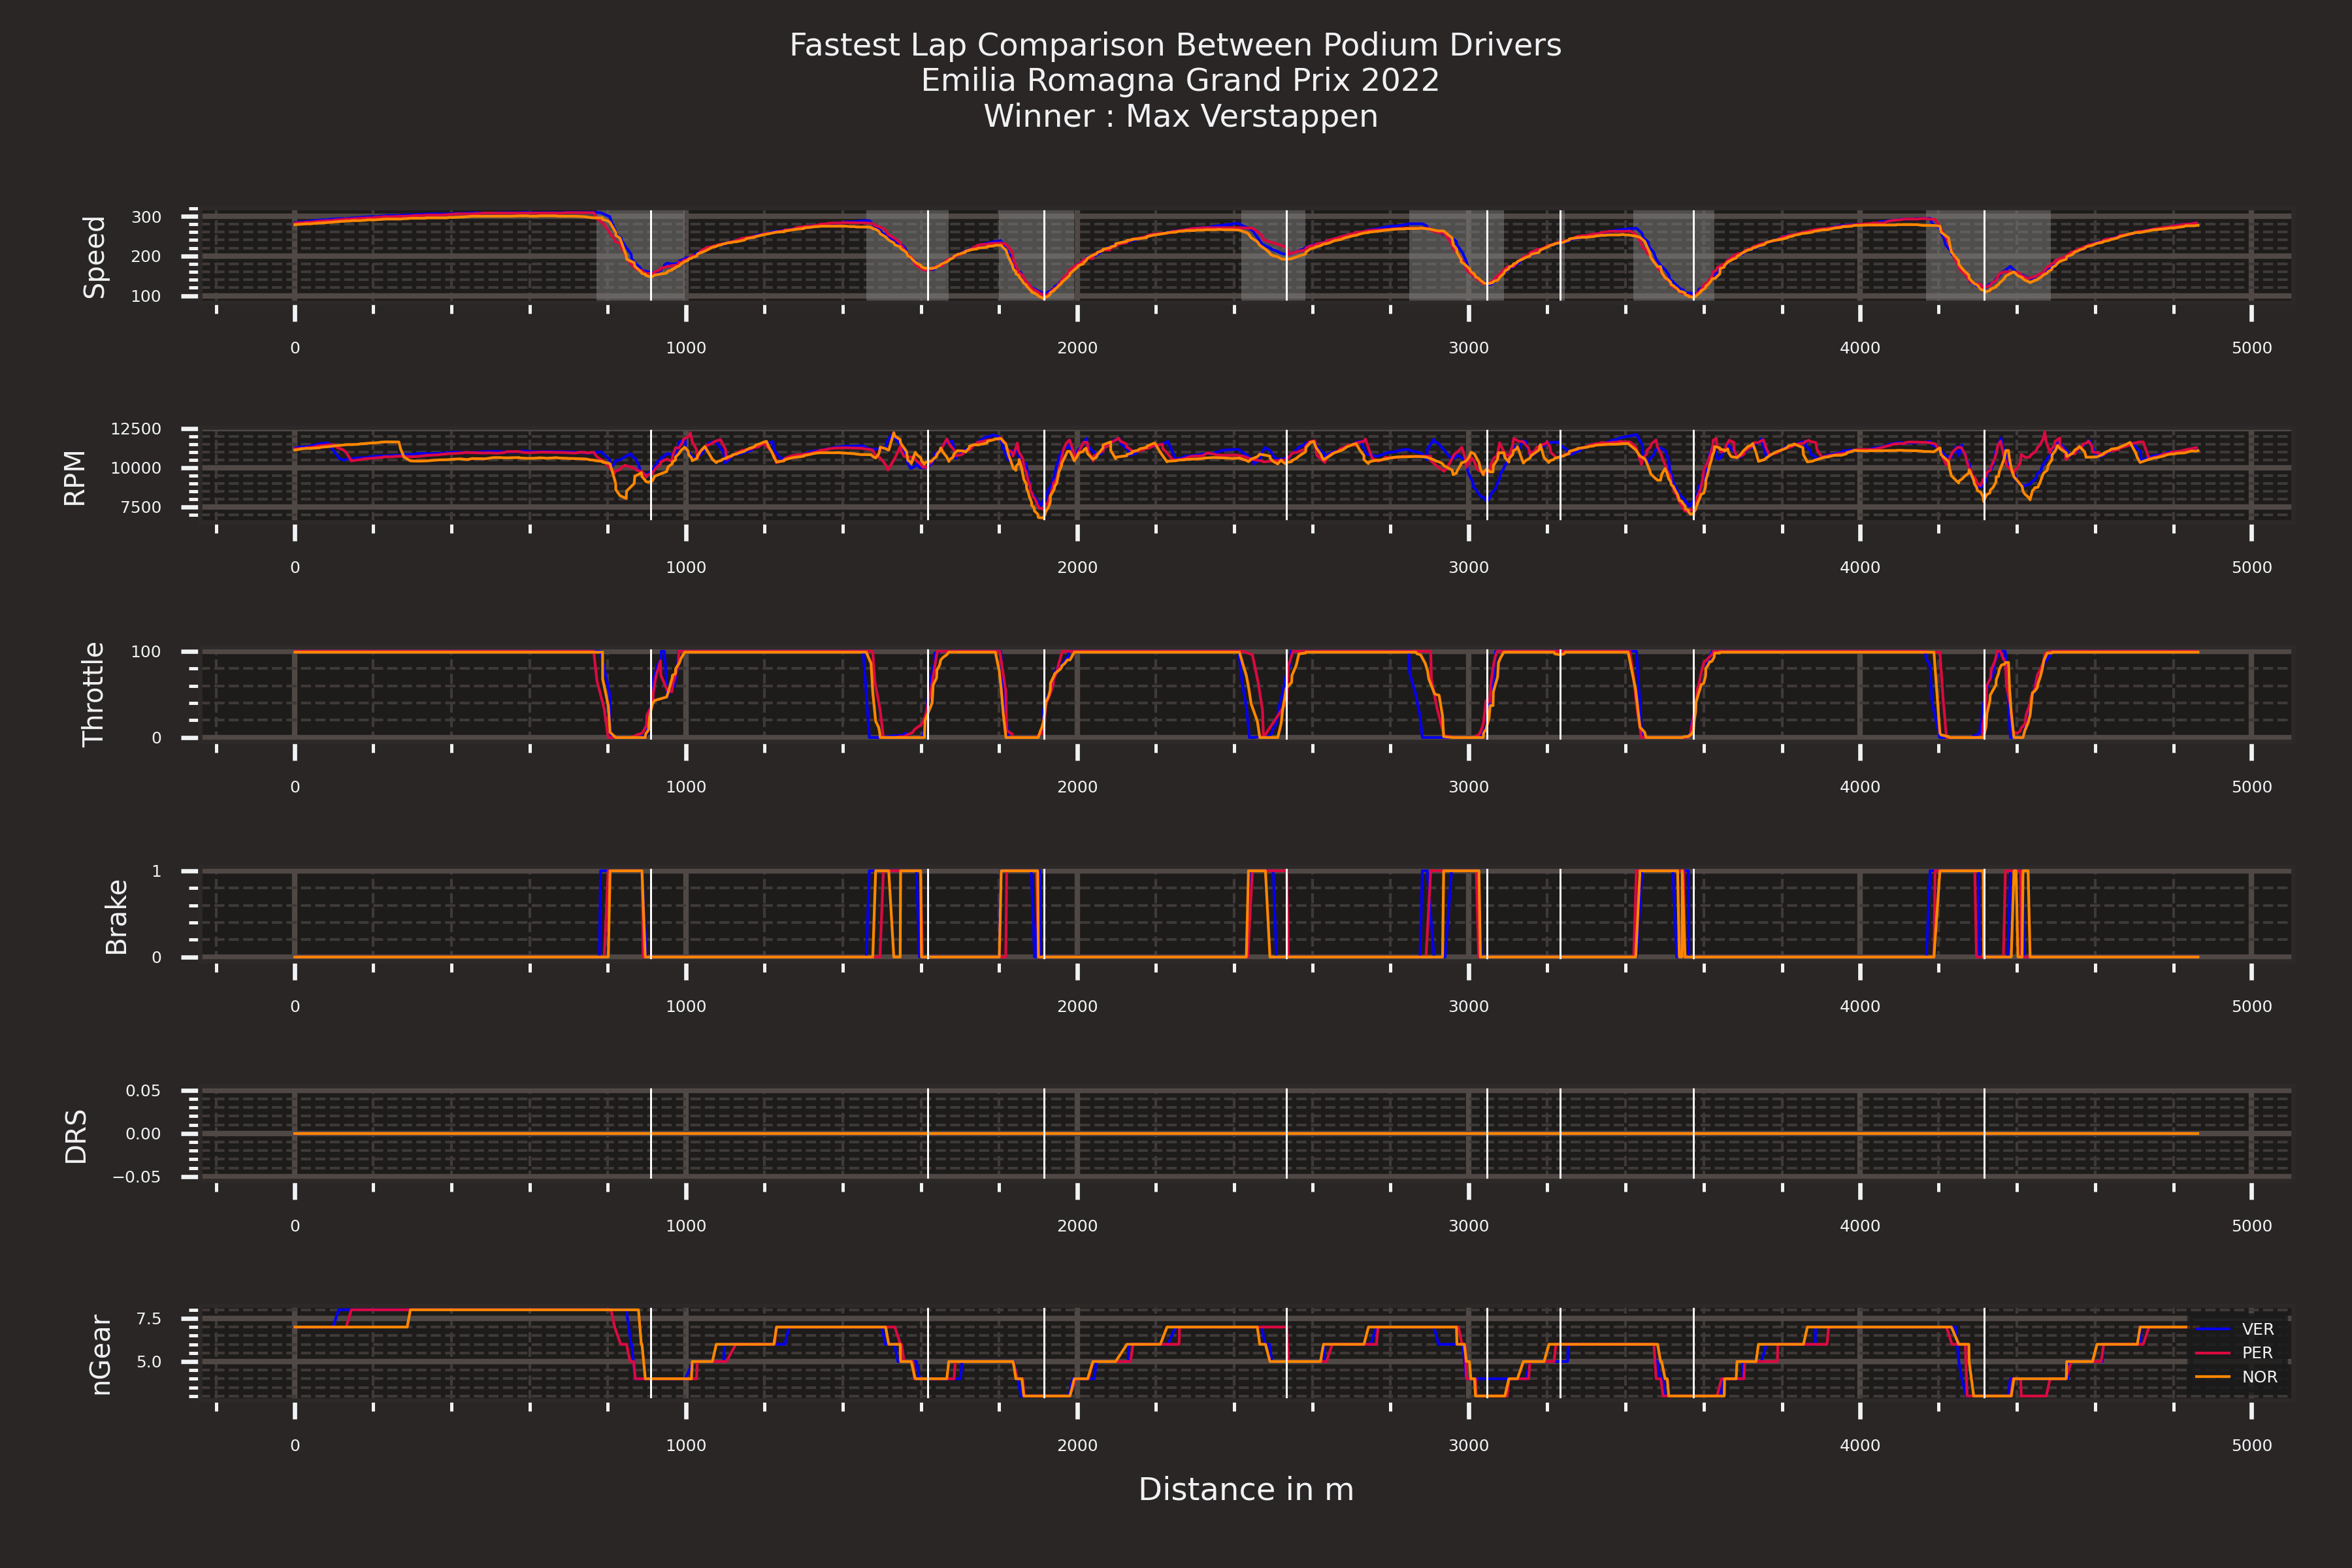 Fastest Lap Comparison Between Podium Drivers
Emilia Romagna Grand Prix 2022
Winner : Max Verstappen
Speed
300
200
100
0 1000 2000 3000 4000 5000
RPM
12500
10000
7500
0 1000 2000 3000 4000 5000
Throttle
100
0
0 1000 2000 3000 4000 5000
Brake
1
0
0 1000 2000 3000 4000 5000
DRS
0.05
0.00
−0.05
0 1000 2000 3000 4000 5000
nGear
7.5
5.0
VER
PER
NOR
0 1000 2000 3000 4000 5000
Distance in m